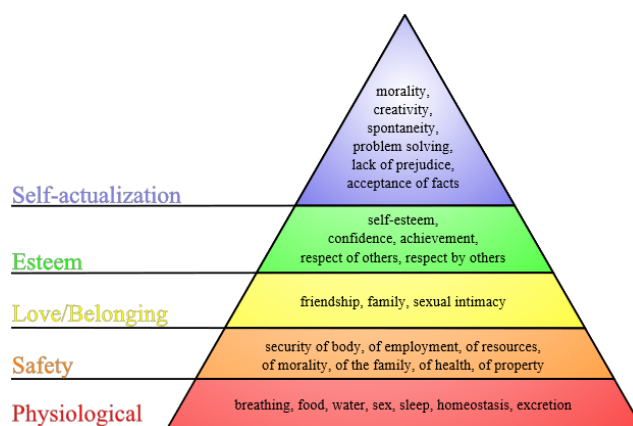 morality,
creativity,
spontaneity,
problem solving,
lack of prejudice,
acceptance of facts
Self-actualization
self-esteem,
confidence, achievement,
respect of others, respect by others
Esteem
friendship, family, sexual intimacy
Love/Belonging
security of body, of employment, of resources,
of morality, of the family, of health, of property
Safety
breathing, food, water, sex, sleep, homeostasis, excretion
Physiological